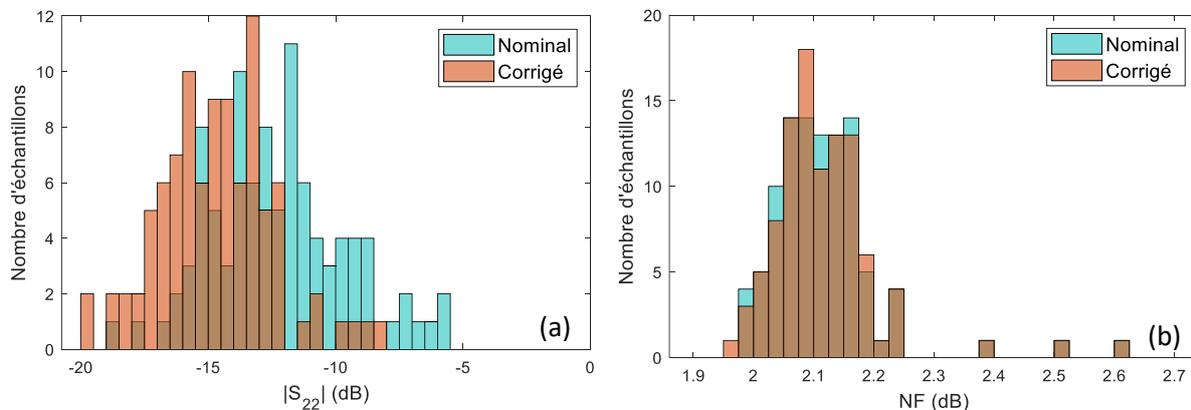 12
10
8
6
4
2
0
Nombre d'échantillons
Nominal
Corrigé
(a)
-20
-15
-10
-5
0
|S22| (dB)
20
15
10
5
0
Nombre d'échantillons
Nominal
Corrigé
(b)
1.9
2
2.1
2.2
2.3
2.4
2.5
2.6
2.7
NF (dB)